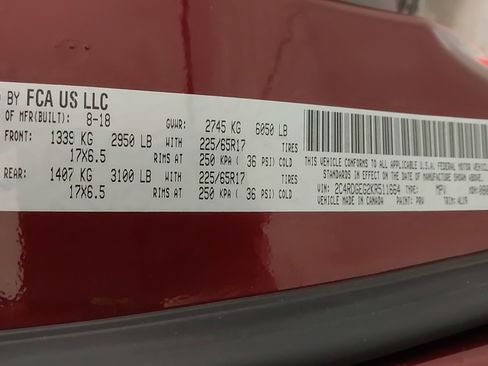 BY FCA US LLC
OF MFR(BUILT): 8-18 GVWR: 2745 KG 6050 LB
FRONT: 1339 KG 2950 LB WITH 225/65R17 TIRES
17X6.5 RIMS AT 250 KPA ( 36 PSI) COLD
REAR: 1407 KG 3100 LB WITH 225/65R17 TIRES
17X6.5 RIMS AT 250 KPA ( 36 PSI) COLD
THIS VEHICLE CONFORMS TO ALL APPLICABLE U.S.A. FEDERAL MOTOR
STANDARDS IN EFFECT ON THE DATE OF MANUFACTURE SHOWN ABOVE.
VIN: 2C4RDGEG2KR511664 TYPE: MPV MDH:
VEHICLE MADE IN CANADA PAINT: PRV TRIM: